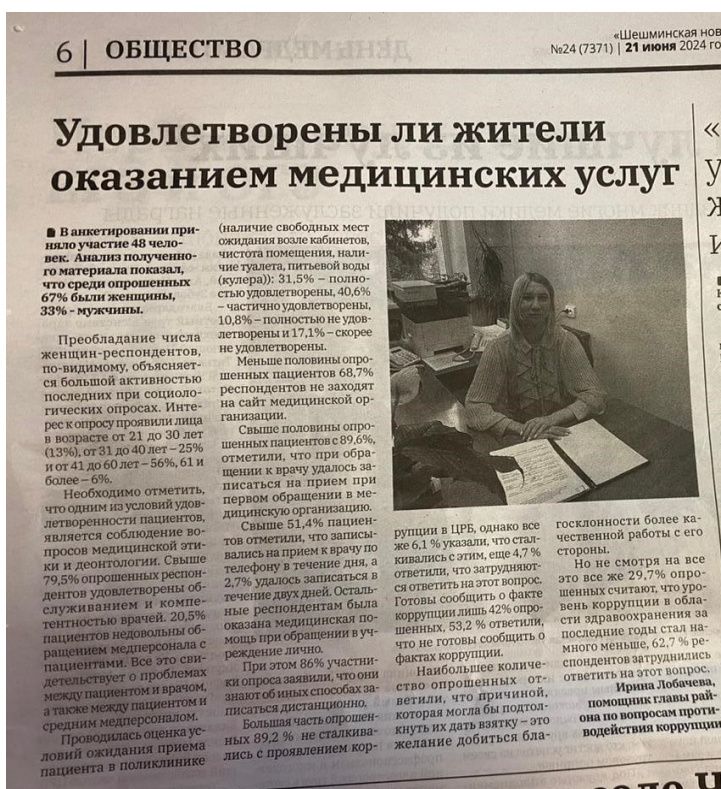 6 | ОБЩЕСТВО
«Шешминская нов
№24 (7371) | 21 июня 2024 го
Удовлетворены ли жители
оказанием медицинских услуг
В анкетировании при-
няло участие 48 чело-
век. Анализ полученно-
го материала показал,
что среди опрошенных
67% были женщины,
33% - мужчины.
Преобладание числа
женщин-респондентов,
по-видимому, объясняет-
ся большой активностью
последних при социоло-
гических опросах. Инте-
рес к опросу проявили лица
в возрасте от 21 до 30 лет
(13%), от 31 до 40 лет – 25%
и от 41 до 60 лет – 56%, 61 и
более – 6%.
Необходимо отметить,
что одним из условий удов-
летворенности пациентов,
является соблюдение во-
просов медицинской эти-
ки и деонтологии. Свыше
79,5% опрошенных респон-
дентов удовлетворены об-
служиванием и компе-
тентностью врачей. 20,5%
пациентов недовольны об-
ращением медперсонала с
пациентами. Все это сви-
детельствует о проблемах
между пациентом и врачом,
а также между пациентом и
средним медперсоналом.
Проводилась оценка ус-
ловий ожидания приема
пациента в поликлинике
(наличие свободных мест
ожидания возле кабинетов,
чистота помещения, нали-
чие туалета, питьевой воды
(кулера)): 31,5% – полно-
стью удовлетворены, 40,6%
– частично удовлетворены,
10,8% – полностью не удов-
летворены и 17,1% – скорее
не удовлетворены.
Меньше половины опро-
шенных пациентов 68,7%
респондентов не заходят
на сайт медицинской ор-
ганизации.
Свыше половины опро-
шенных пациентов с 89,6%,
отметили, что при обра-
щении к врачу удалось за-
писаться на прием при
первом обращении в ме-
дицинскую организацию.
Свыше 51,4% пациен-
тов отметили, что записы-
вались на прием к врачу по
телефону в течение дня, а
2,7% удалось записаться в
течение двух дней. Осталь-
ные респондентам была
оказана медицинская по-
мощь при обращении в уч-
реждение лично.
При этом 86% участни-
ки опроса заявили, что они
знают об иных способах за-
писаться дистанционно.
Большая часть опрошен-
ных 89,2 % не сталкива-
лись с проявлением кор-
рупции в ЦРБ, однако все
же 6,1 % указали, что стал-
кивались с этим, еще 4,7 %
ответили, что затрудняют-
ся ответить на этот вопрос.
Готовы сообщить о факте
коррупции лишь 42% опро-
шенных, 53,2 % ответили,
что не готовы сообщить о
фактах коррупции.
Наибольшее количе-
ство опрошенных от-
ветили, что причиной,
которая могла бы подтол-
кнуть их дать взятку – это
желание добиться бла-
госклонности более ка-
чественной работы с его
стороны.
Но не смотря на все
это все же 29,7% опро-
шенных считают, что уро-
вень коррупции в обла-
сти здравоохранения за
последние годы стал на-
много меньше, 62,7 % ре-
спондентов затруднились
ответить на этот вопрос.
Ирина Лобачева,
помощник главы рай-
она по вопросам проти-
водействия коррупции